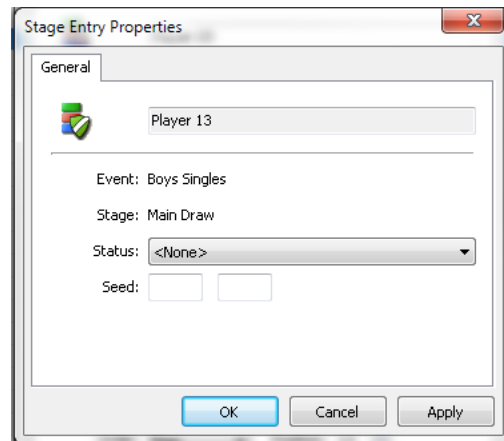 Stage Entry Properties
General
Player 13
Event: Boys Singles
Stage: Main Draw
Status: <None>
Seed:
OK Cancel Apply